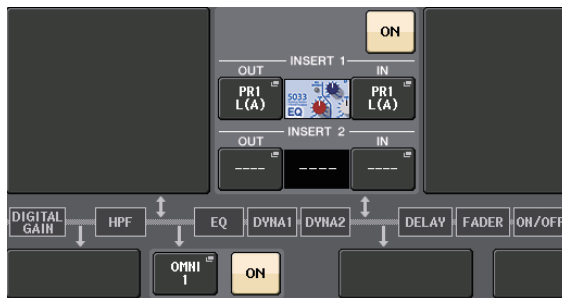 ON
INSERT 1
OUT
IN
PR1
L(A)
5033
EQ
PR1
L(A)
INSERT 2
OUT
IN
----
----
----
DIGITAL
GAIN
HPF
EQ
DYNA1
DYNA2
DELAY
FADER
ON/OFF
OMNI
1
ON